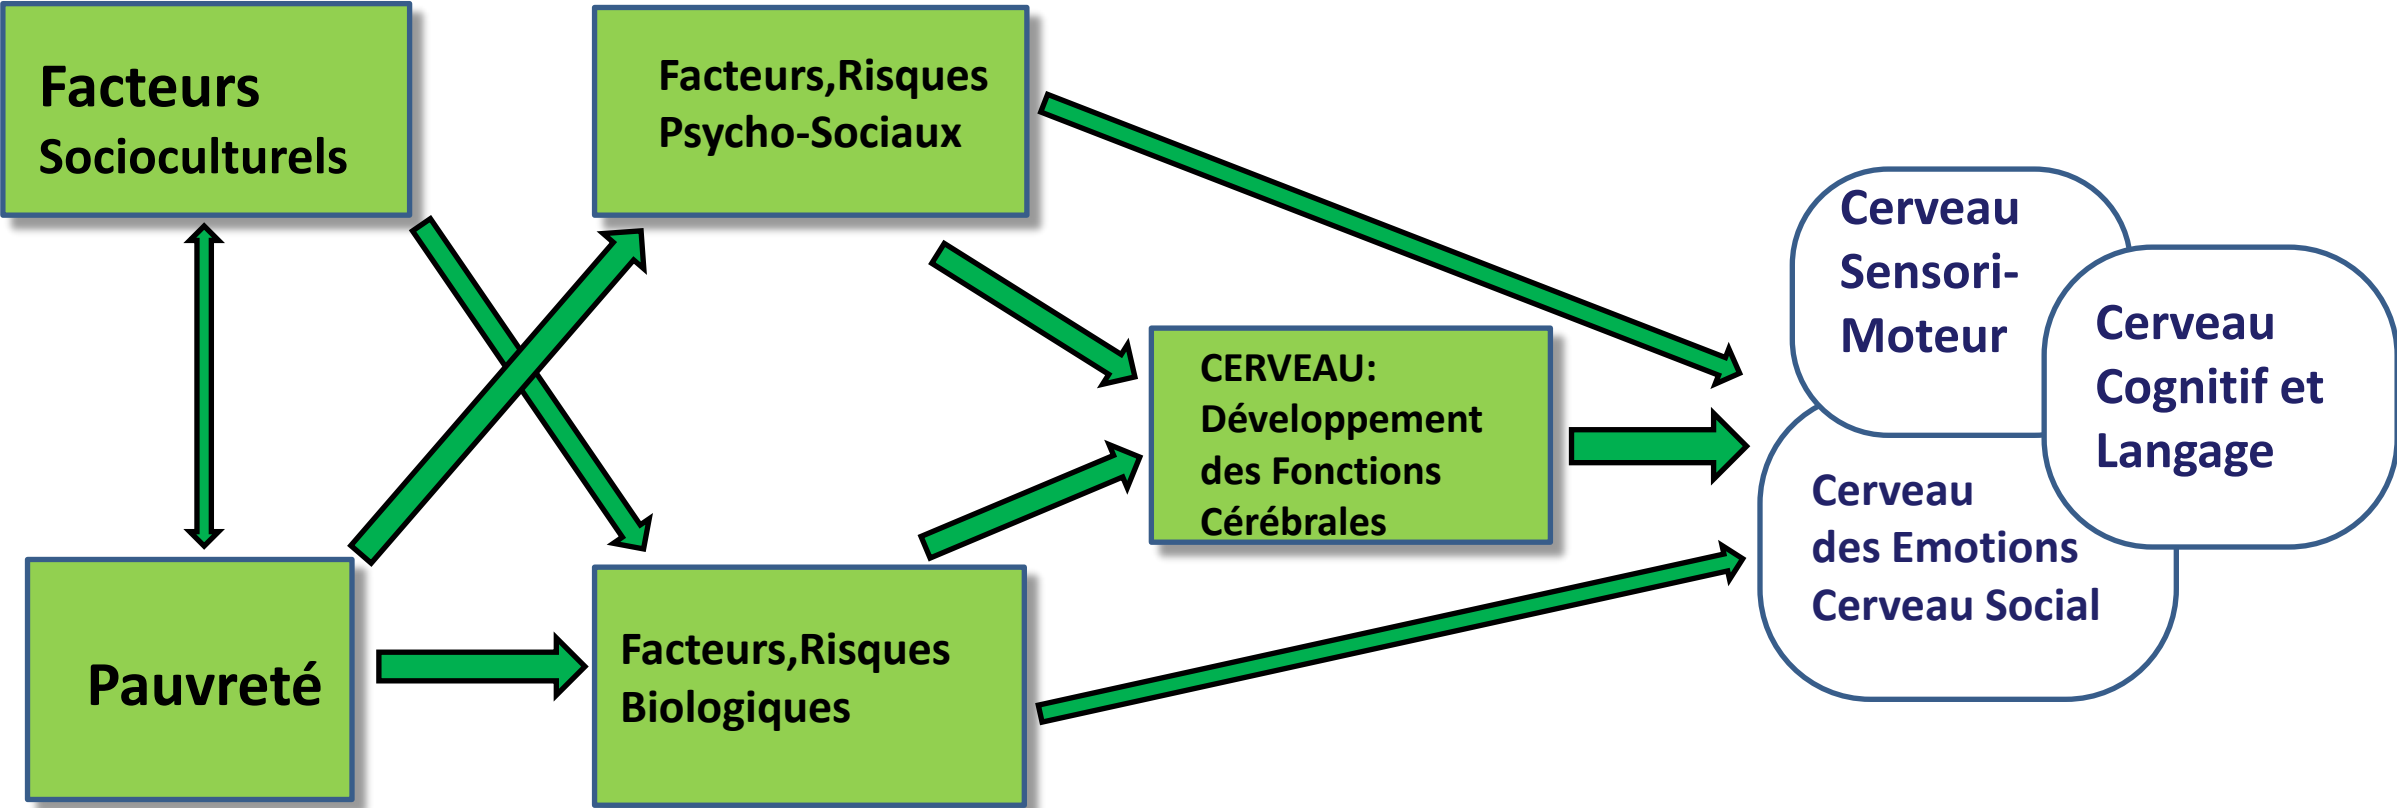 Facteurs
Socioculturels
Facteurs,Risques
Psycho-Sociaux
Pauvreté
Facteurs,Risques
Biologiques
CERVEAU:
Développement
des Fonctions
Cérébrales
Cerveau
Sensori-
Moteur
Cerveau
Cognitif et
Langage
Cerveau
des Emotions
Cerveau Social